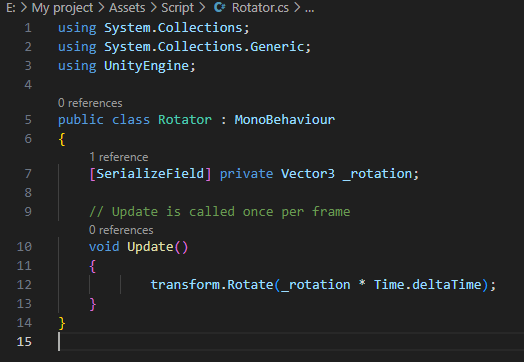 E: > My project > Assets > Script > Rotator.cs > ...
1 using System.Collections;
2 using System.Collections.Generic;
3 using UnityEngine;
4
0 references
5 public class Rotator : MonoBehaviour
6 {
1 reference
7 [SerializeField] private Vector3 _rotation;
8
9 // Update is called once per frame
0 references
10 void Update()
11 {
12 transform.Rotate(_rotation * Time.deltaTime);
13 }
14 }
15